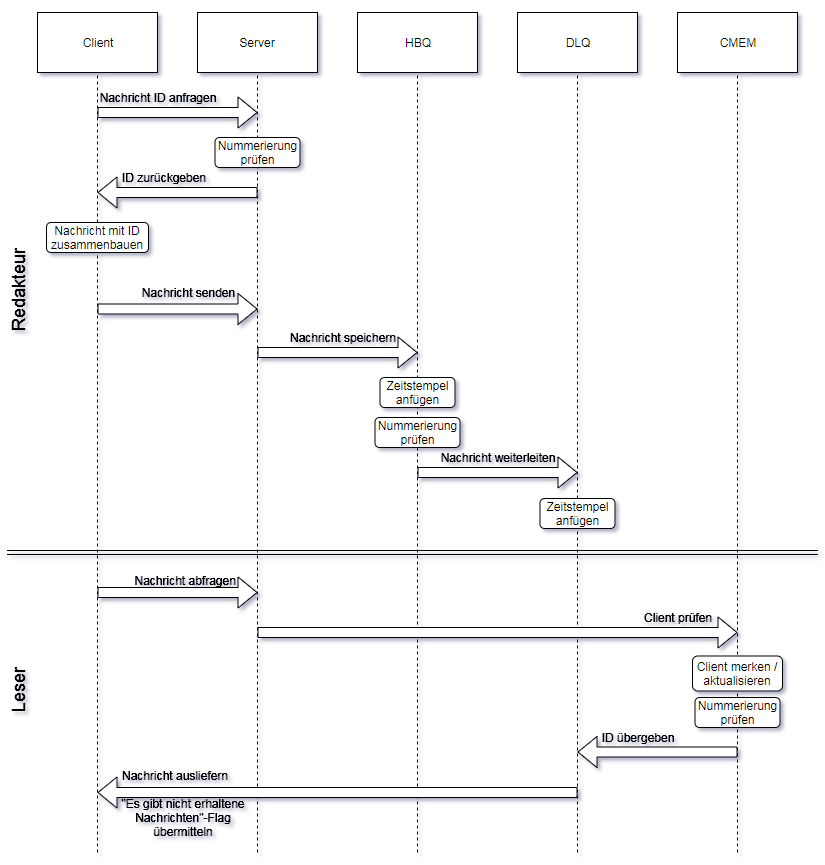 Client
Server
HBQ
DLQ
CMEM
Redakteur
Nachricht ID anfragen
Nummerierung
prüfen
ID zurückgeben
Nachricht mit ID
zusammenbauen
Nachricht senden
Nachricht speichern
Zeitstempel
anfügen
Nummerierung
prüfen
Nachricht weiterleiten
Zeitstempel
anfügen
Leser
Nachricht abfragen
Client prüfen
Client merken /
aktualisieren
Nummerierung
prüfen
ID übergeben
Nachricht ausliefern
"Es gibt nicht erhaltene
Nachrichten"-Flag
übermitteln